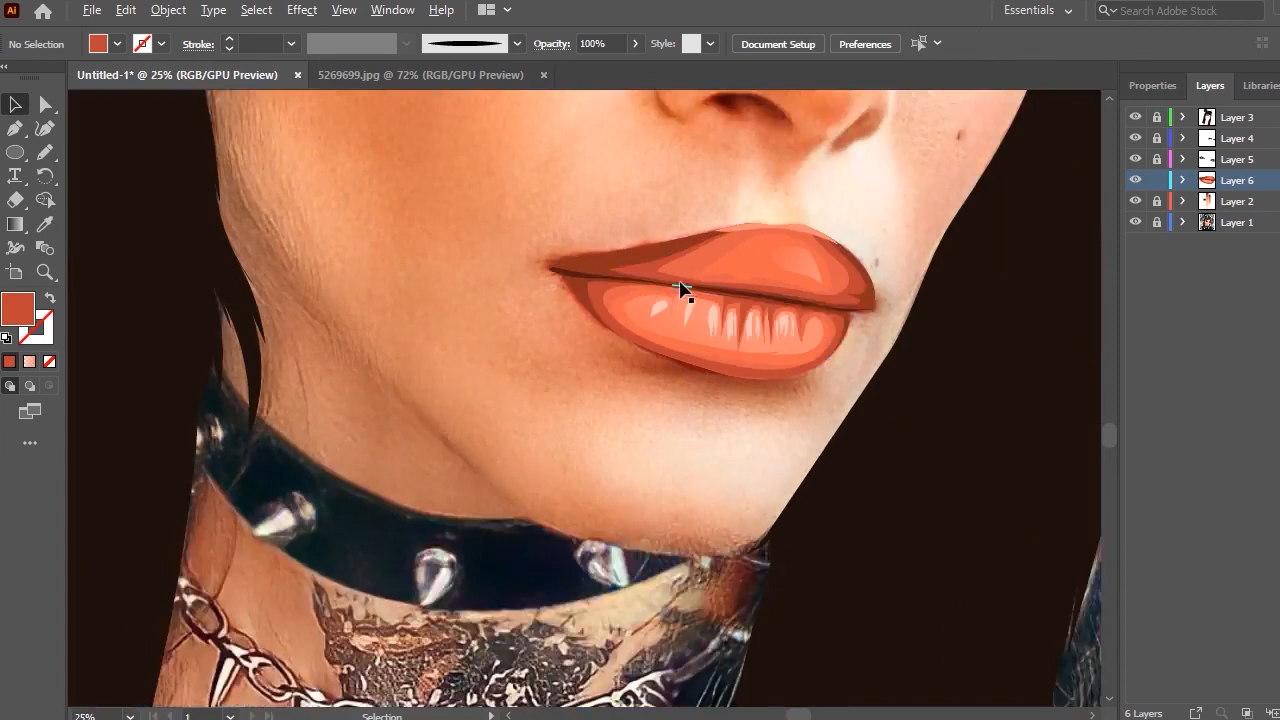 Ai File Edit Object Type Select Effect View Window Help Essentials Search Adobe Stock
No Selection Stroke: Opacity: 100% Style: Document Setup Preferences
Untitled-1* @ 25% (RGB/GPU Preview) × 5269699.jpg @ 72% (RGB/GPU Preview) ×
Properties Layers Libraries
Layer 3
Layer 4
Layer 5
Layer 6
Layer 2
Layer 1
25% 1 Selection 6 Layers